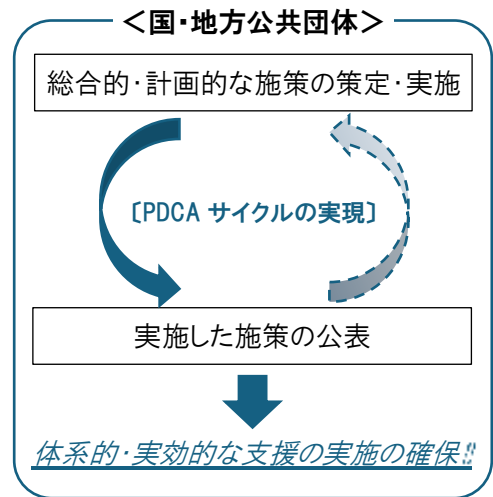 ＜国・地方公共団体＞
総合的・計画的な施策の策定・実施
〔PDCA サイクルの実現〕
実施した施策の公表
体系的・実効的な支援の実施の確保‼